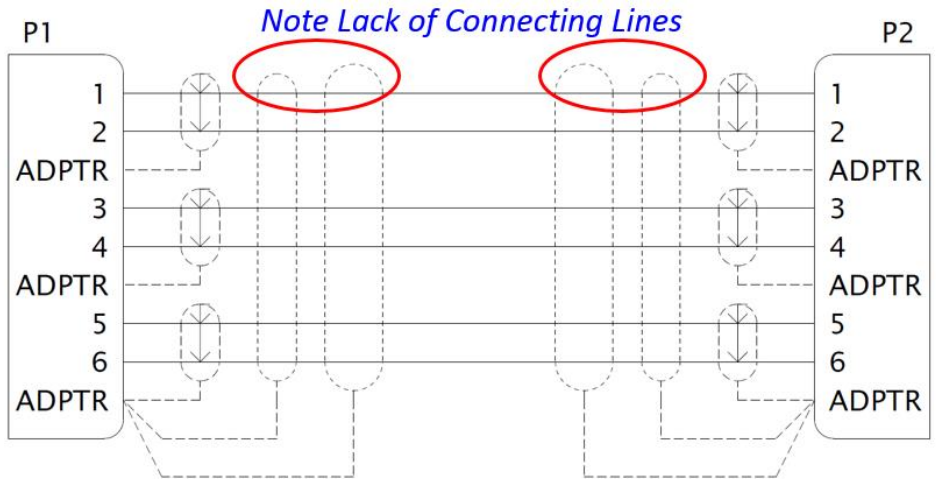 Note Lack of Connecting Lines
P1
P2
1
1
2
2
ADPTR
ADPTR
3
3
4
4
ADPTR
ADPTR
5
5
6
6
ADPTR
ADPTR